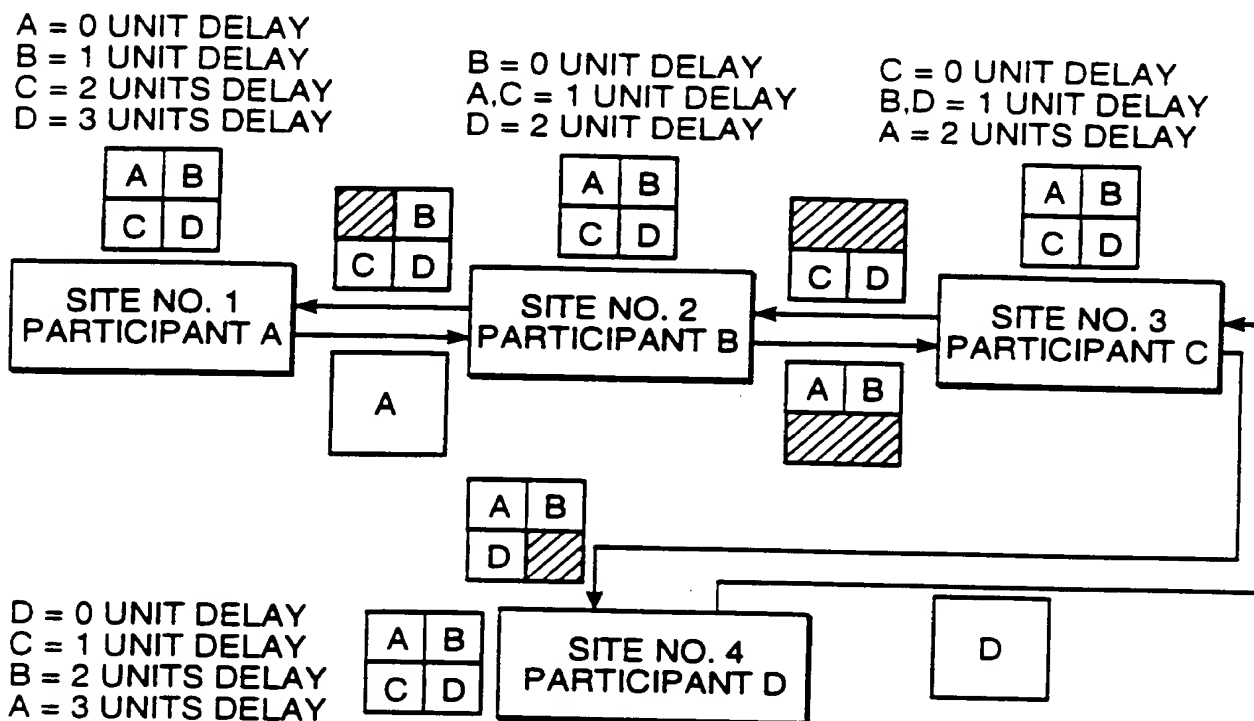 A = 0 UNIT DELAY
B = 1 UNIT DELAY
C = 2 UNITS DELAY
D = 3 UNITS DELAY
B = 0 UNIT DELAY
A,C = 1 UNIT DELAY
D = 2 UNIT DELAY
C = 0 UNIT DELAY
B,D = 1 UNIT DELAY
A = 2 UNITS DELAY
A B
C D
B
C D
A B
C D
C D
A B
C D
SITE NO. 1
PARTICIPANT A
SITE NO. 2
PARTICIPANT B
SITE NO. 3
PARTICIPANT C
A
A B
A B
D
D = 0 UNIT DELAY
C = 1 UNIT DELAY
B = 2 UNITS DELAY
A = 3 UNITS DELAY
A B
C D
SITE NO. 4
PARTICIPANT D
D